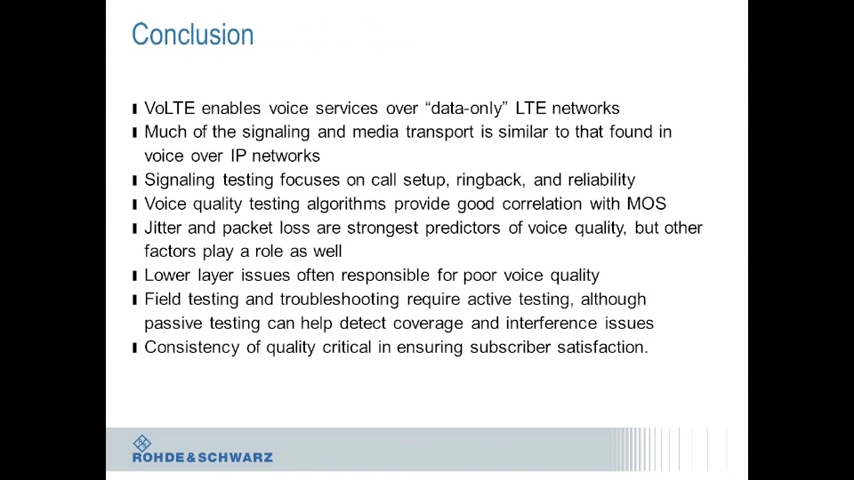 Conclusion
VoLTE enables voice services over “data-only” LTE networks
Much of the signaling and media transport is similar to that found in
voice over IP networks
Signaling testing focuses on call setup, ringback, and reliability
Voice quality testing algorithms provide good correlation with MOS
Jitter and packet loss are strongest predictors of voice quality, but other
factors play a role as well
Lower layer issues often responsible for poor voice quality
Field testing and troubleshooting require active testing, although
passive testing can help detect coverage and interference issues
Consistency of quality critical in ensuring subscriber satisfaction.
ROHDE&SCHWARZ